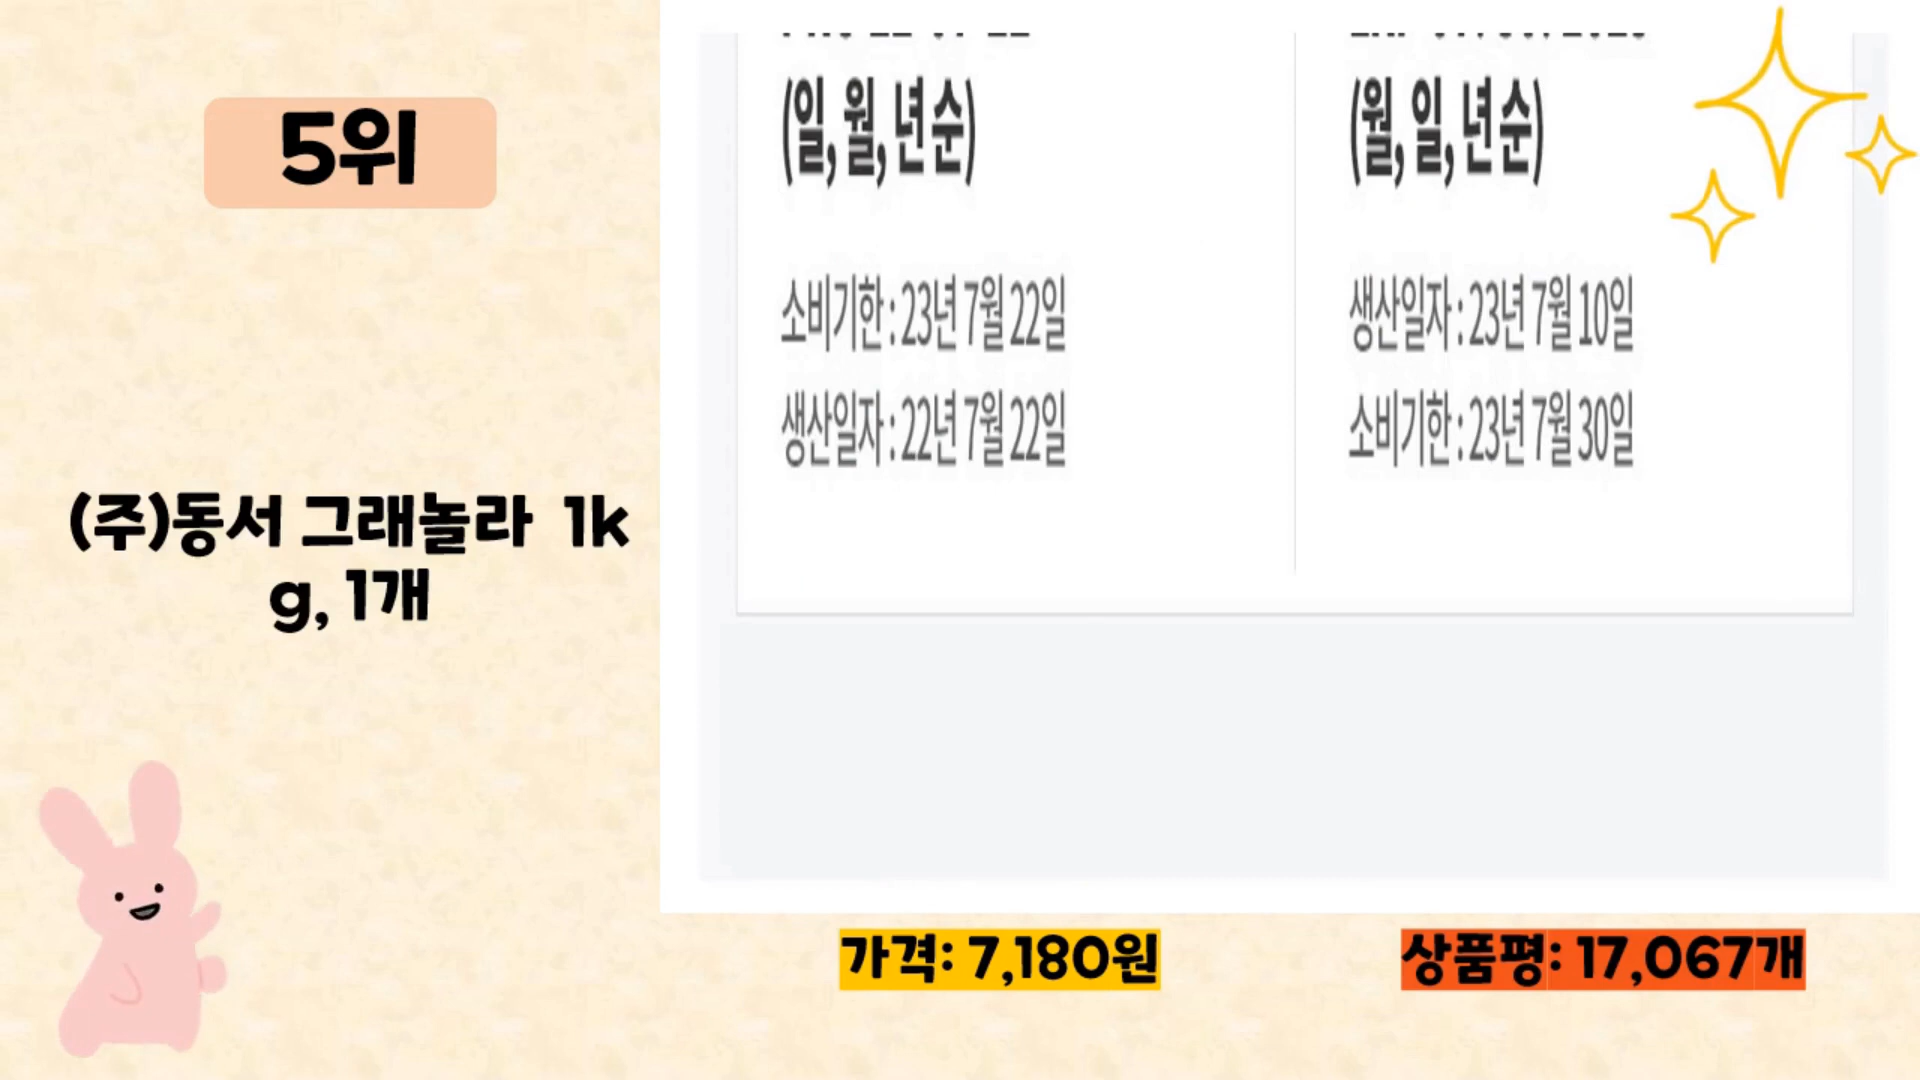 5위
(주)동서 그래놀라 1k
g, 1개
(일, 월, 년 순)
소비기한 : 23년 7월 22일
생산일자 : 22년 7월 22일
(월, 일, 년 순)
생산일자 : 23년 7월 10일
소비기한 : 23년 7월 30일
가격: 7,180원
상품평: 17,067개